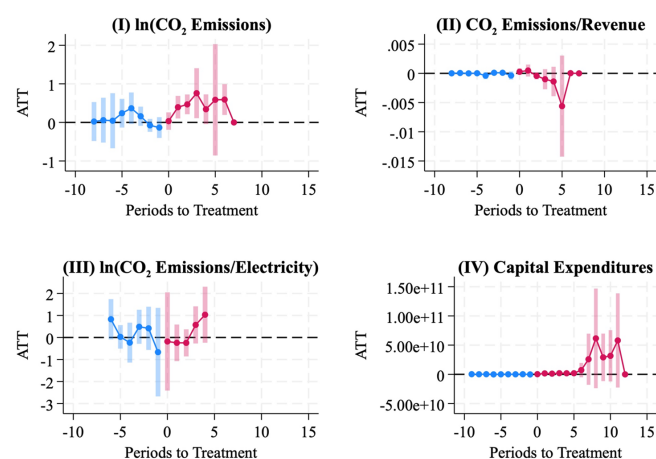 (I) ln(CO₂ Emissions)
2
1
0
-1
ATT
-10 -5 0 5 10 15
Periods to Treatment
(II) CO₂ Emissions/Revenue
.005
0
-.005
-.01
-.015
ATT
-10 -5 0 5 10 15
Periods to Treatment
(III) ln(CO₂ Emissions/Electricity)
2
1
0
-1
-2
-3
ATT
-10 -5 0 5 10 15
Periods to Treatment
(IV) Capital Expenditures
1.50e+11
1.00e+11
5.00e+10
0
-5.00e+10
ATT
-10 -5 0 5 10 15
Periods to Treatment